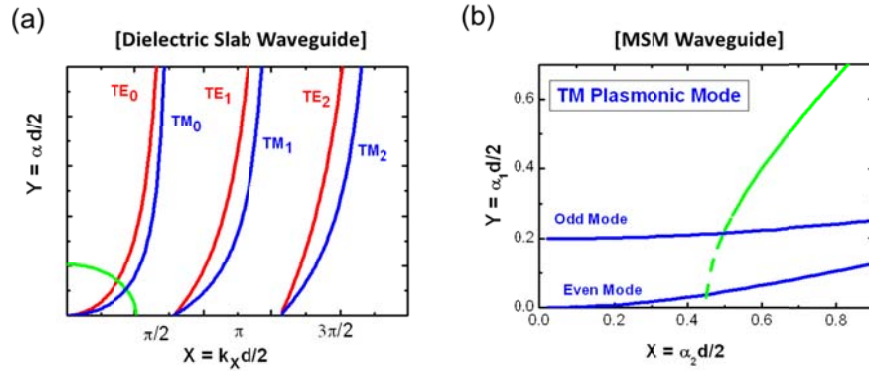 (a)
[Dielectric Slab Waveguide]
TE₀
TM₀
TE₁
TM₁
TE₂
TM₂
Y = α d/2
π/2
π
3π/2
X = kₓd/2
(b)
[MSM Waveguide]
TM Plasmonic Mode
Odd Mode
Even Mode
Y = α₁d/2
0.6
0.4
0.2
0.0
0.0 0.2 0.4 0.6 0.8
X = α₂d/2